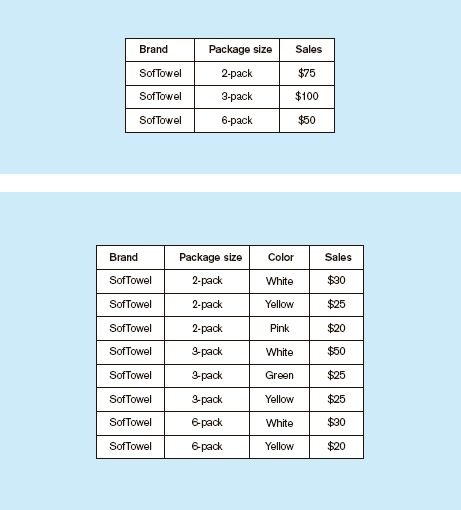 Brand Package size Sales
SofTowel 2-pack $75
SofTowel 3-pack $100
SofTowel 6-pack $50
Brand Package size Color Sales
SofTowel 2-pack White $30
SofTowel 2-pack Yellow $25
SofTowel 2-pack Pink $20
SofTowel 3-pack White $50
SofTowel 3-pack Green $25
SofTowel 3-pack Yellow $25
SofTowel 6-pack White $30
SofTowel 6-pack Yellow $20